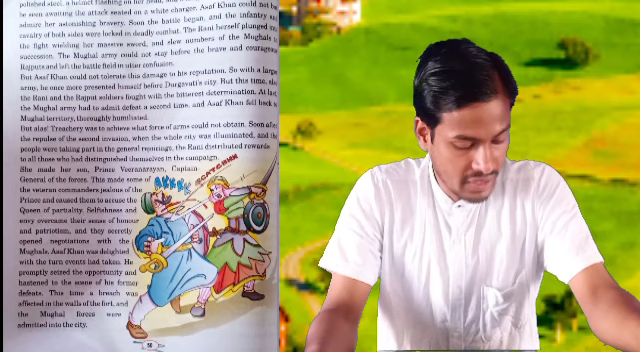 polished steel, a helmet flashing on her head, and
be seen awaiting the attack seated on a white charger. Asaf Khan could not but
admire her astonishing bravery. Soon the battle began, and the infantry and
cavalry of both sides were locked in deadly combat. The Rani herself plunged into
the fight wielding her massive sword, and slew numbers of the Mughals in
succession. The Mughal army could not stay before the brave and courageous
Rajputs and left the battle field in utter confusion.
But Asaf Khan could not tolerate this damage to his reputation. So with a larger
army, he once more presented himself before Durgavati's city. But this time, also
the Rani and the Rajput soldiers fought with the bitterest determination. At last,
the Mughal army had to admit defeat a second time, and Asaf Khan fell back to
Mughal territory, thoroughly humiliated.
But alas! Treachery was to achieve what force of arms could not obtain. Soon after
the repulse of the second invasion, when the whole city was illuminated, and the
people were taking part in the general rejoicings, the Rani distributed rewards
to all those who had distinguished themselves in the campaign.
She made her son, Prince Veeranarayan, Captain
General of the forces. This made some of
the veteran commanders jealous of the
Prince and caused them to accuse the
Queen of partiality. Selfishness and
envy overcame their sense of honour
and patriotism, and they secretly
opened negotiations with the
Mughals. Asaf Khan was delighted
with the turn events had taken. He
promptly seized the opportunity and
hastened to the scene of his former
defeats. This time a breach was
affected in the walls of the fort, and
the Mughal forces were
admitted into the city.
50